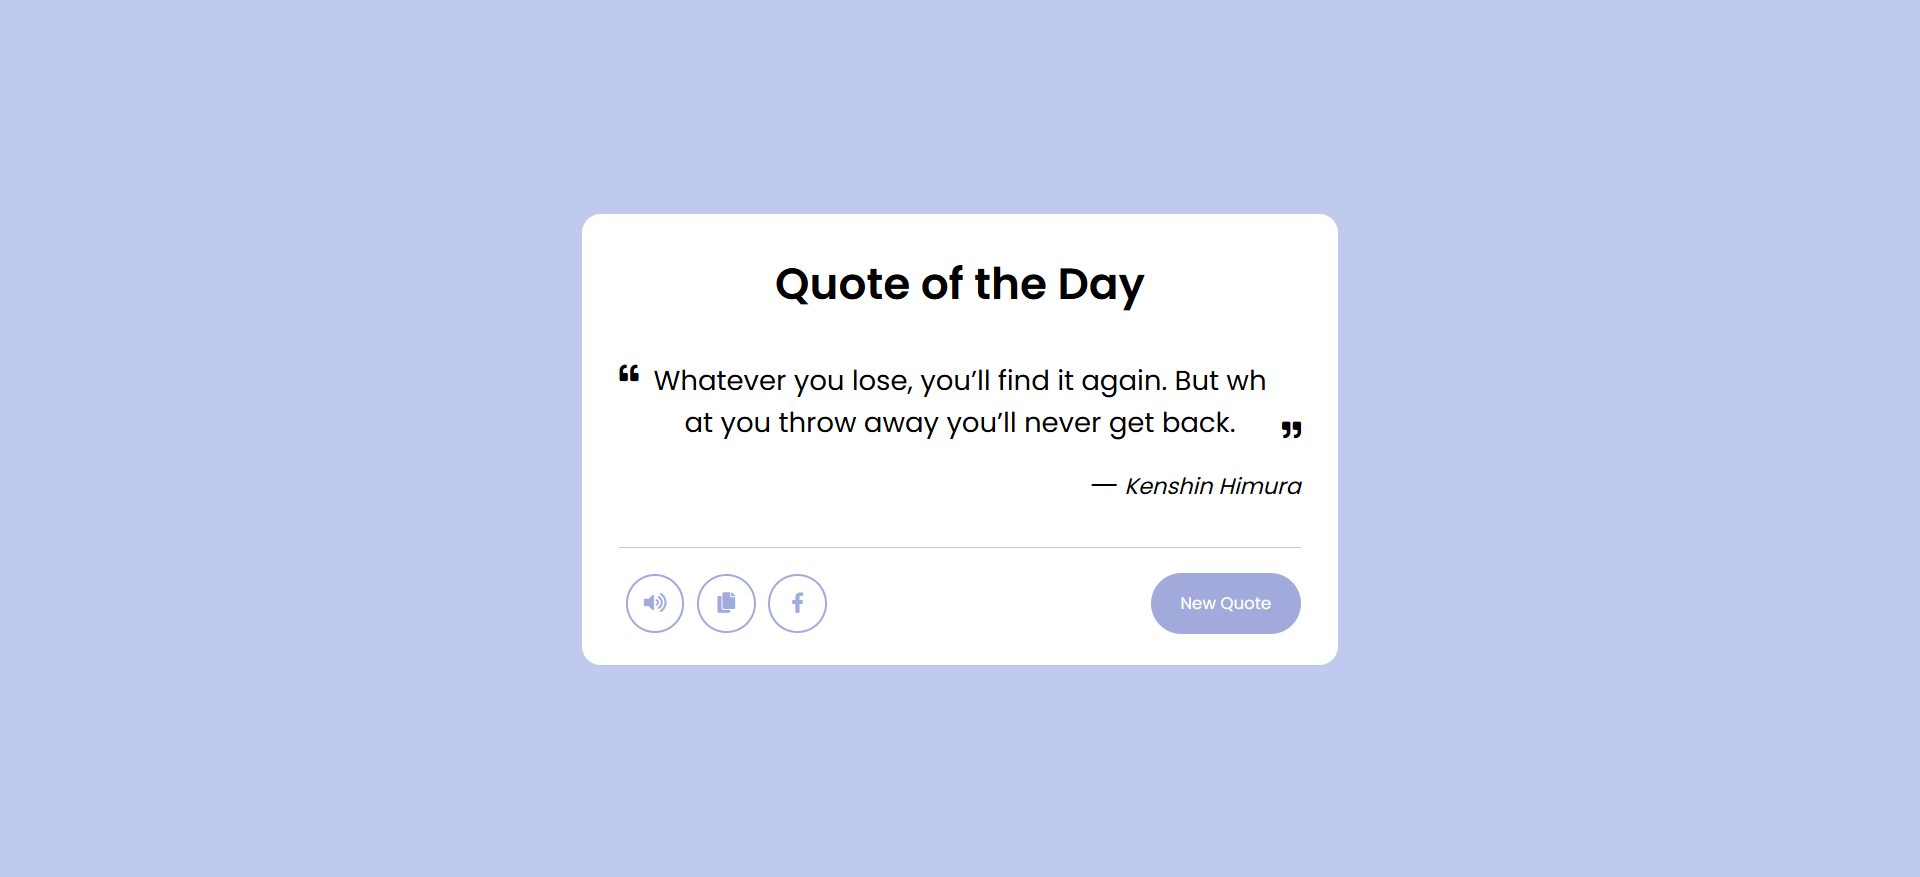 Quote of the Day
❝ Whatever you lose, you’ll find it again. But wh
at you throw away you’ll never get back. ❞
— Kenshin Himura
New Quote